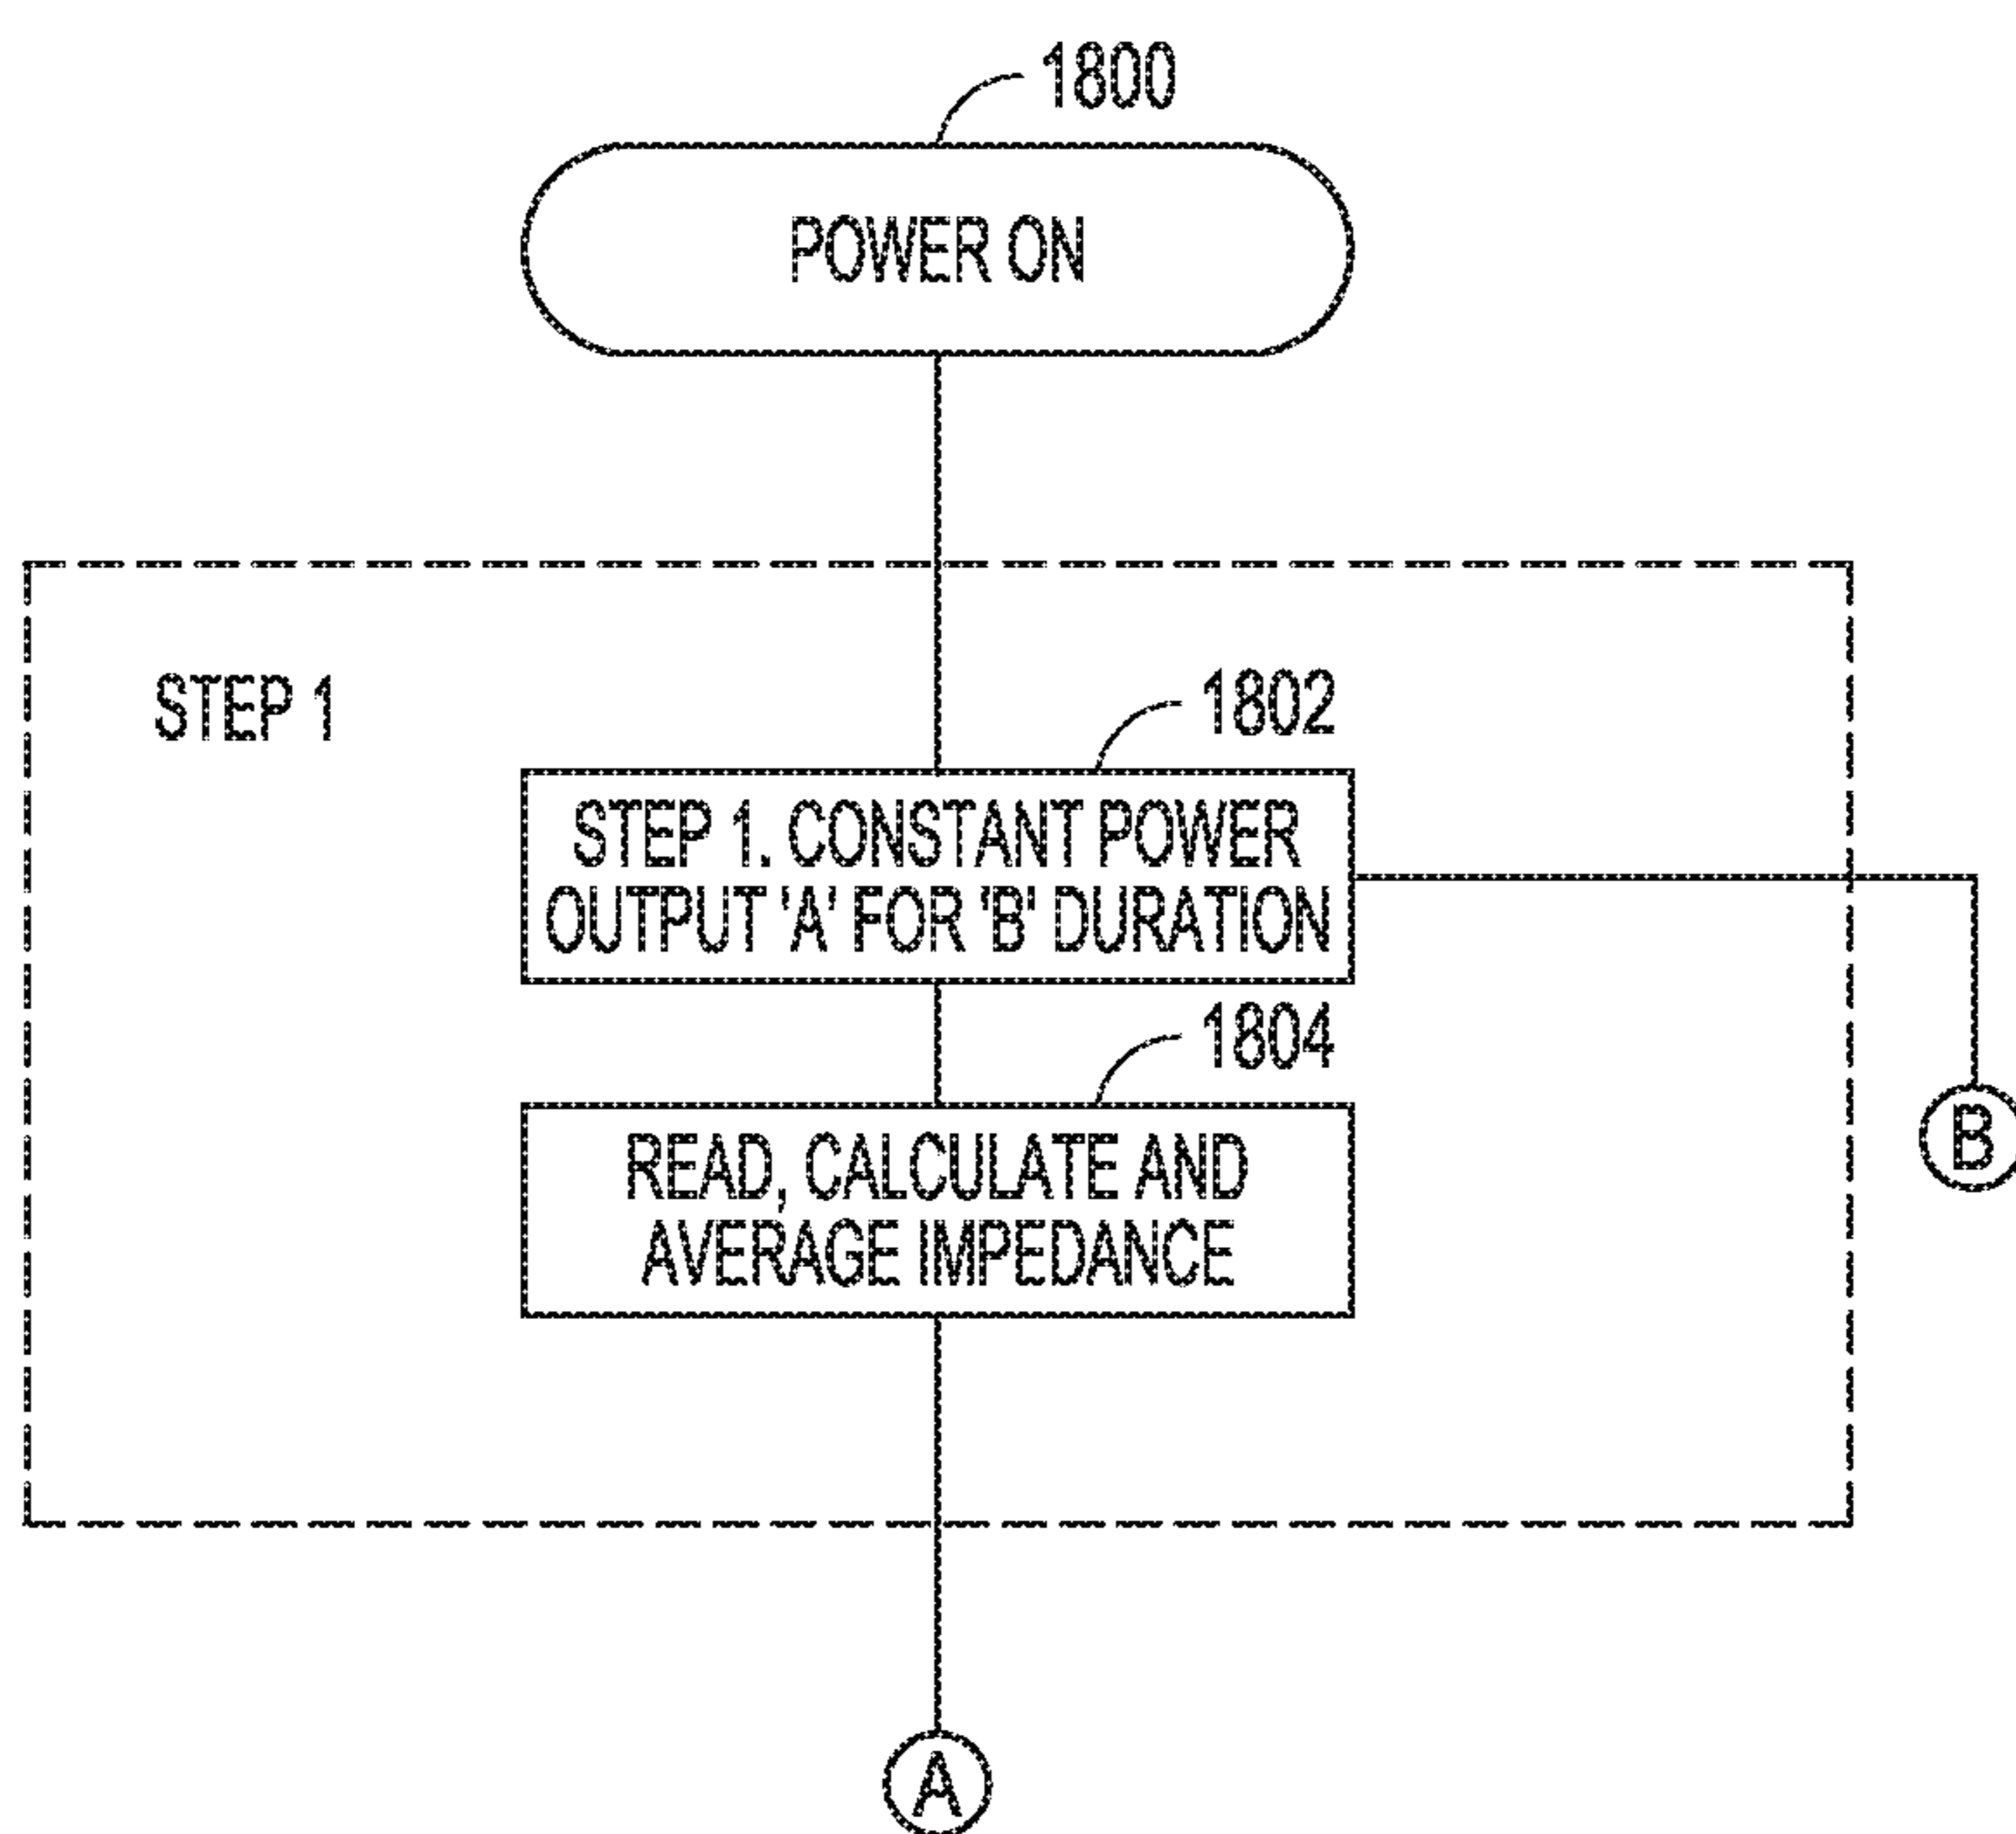 1800
POWER ON
STEP 1
1802
STEP 1. CONSTANT POWER
OUTPUT 'A' FOR 'B' DURATION
1804
READ, CALCULATE AND
AVERAGE IMPEDANCE
B
A